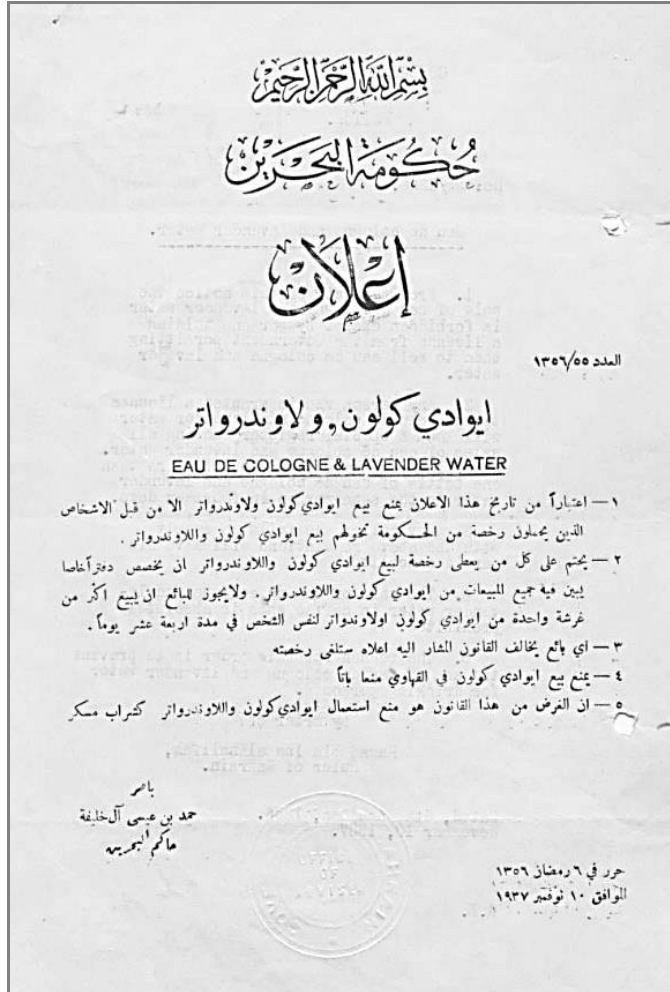 بسم الله الرحمن الرحيم
حكومة البحرين
إعلان
العدد ١٣٥٦/٥٥
ايوادي كولون, ولاوندرواتر
EAU DE COLOGNE & LAVENDER WATER
١ — اعتباراً من تاريخ هذا الاعلان يمنع بيع ايوادي كولون ولاوندرواتر الا من قبل الاشخاص
الذين يحملون رخصة من الحكومة تخولهم بيع ايوادي كولون واللاوندرواتر .
٢ — يحتم على كل من يعطى رخصة لبيع ايوادي كولون واللاوندرواتر ان يخصص دفتراً خاصا
يبين فيه جميع المبيعات من ايوادي كولون واللاوندرواتر. ولايجوز للبائع ان يبيع اكثر من
غرشة واحدة من ايوادي كولون اولاوندواتر لنفس الشخص في مدة اربعة عشر يوماً.
٣ — اي بائع يخالف القانون المشار اليه اعلاه ستلغى رخصته
٤ — يمنع بيع ايوادي كولون في القهاوي منعا باتاً
٥ — ان الغرض من هذا القانون هو منع استعمال ايوادي كولون واللاوندرواتر كشراب مسكر
بامر
حمد بن عيسى آل خليفة
حاكم البحرين
حرر في ٦ رمضان ١٣٥٦
الموافق ١٠ نوفمبر ١٩٣٧